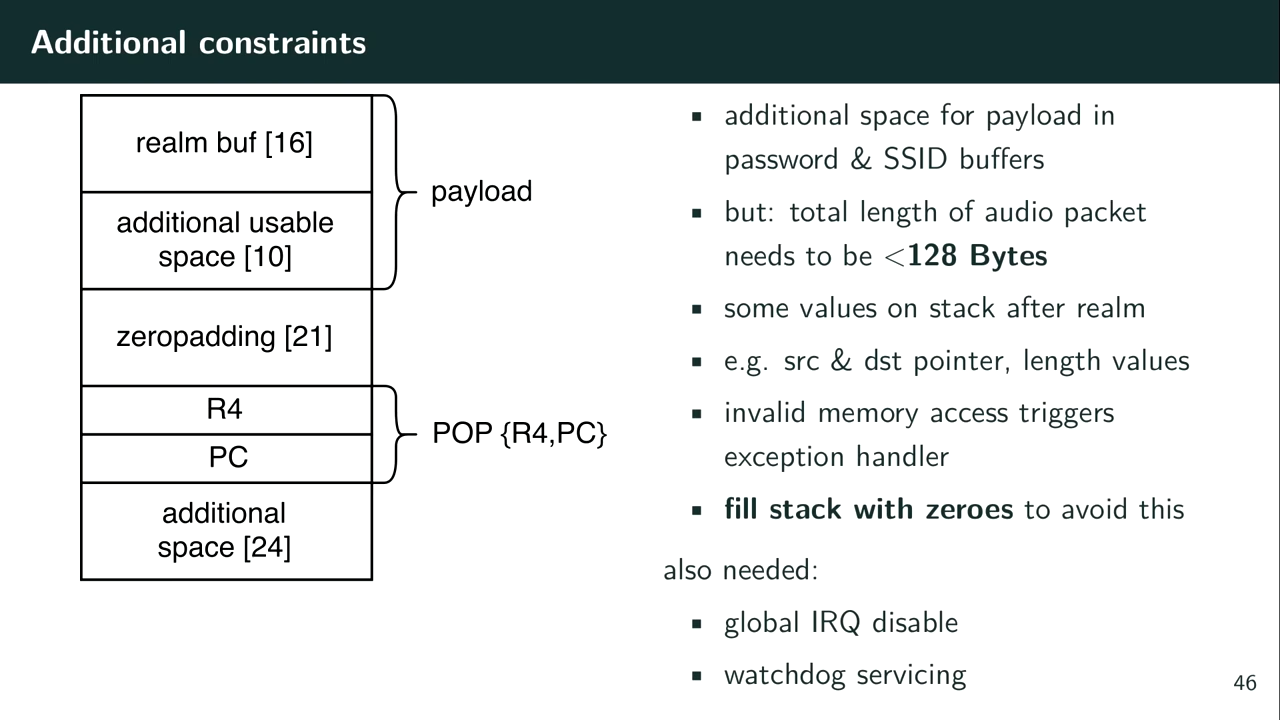 Additional constraints
realm buf [16]
additional usable
space [10]
payload
zeropadding [21]
R4
PC
POP {R4,PC}
additional
space [24]
▪ additional space for payload in
password & SSID buffers
▪ but: total length of audio packet
needs to be <128 Bytes
▪ some values on stack after realm
▪ e.g. src & dst pointer, length values
▪ invalid memory access triggers
exception handler
▪ fill stack with zeroes to avoid this
also needed:
▪ global IRQ disable
▪ watchdog servicing
46